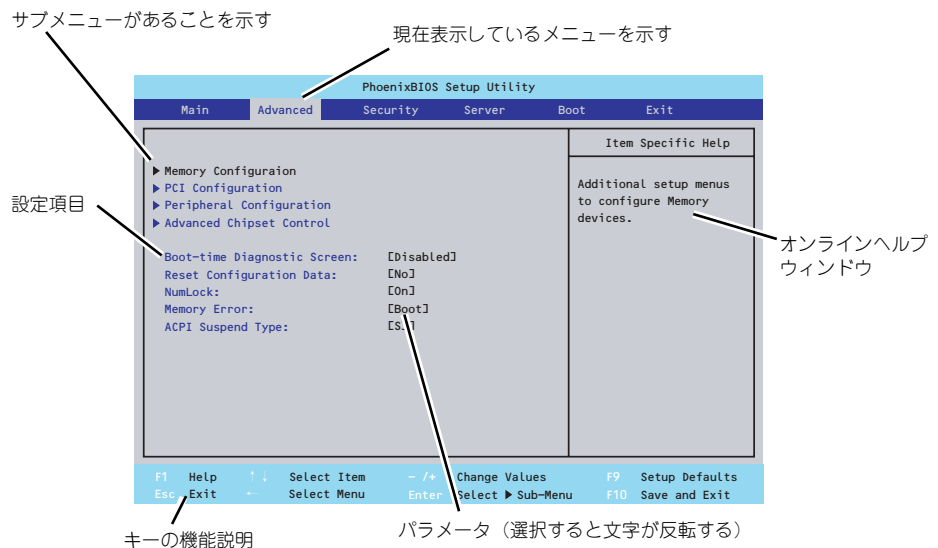 サブメニューがあることを示す
現在表示しているメニューを示す
PhoenixBIOS Setup Utility
Main Advanced Security Server Boot Exit
Item Specific Help
▶ Memory Configuraion
▶ PCI Configuration
▶ Peripheral Configuration
▶ Advanced Chipset Control
Additional setup menus
to configure Memory
devices.
設定項目
オンラインヘルプ
ウィンドウ
Boot-time Diagnostic Screen: [Disabled]
Reset Configuration Data: [No]
NumLock: [On]
Memory Error: [Boot]
ACPI Suspend Type:
F1 Help ↑↓ Select Item - /+ Change Values F9 Setup Defaults
Esc Exit ← Select Menu Enter Select ▶ Sub-Menu F10 Save and Exit
キーの機能説明
パラメータ（選択すると文字が反転する）